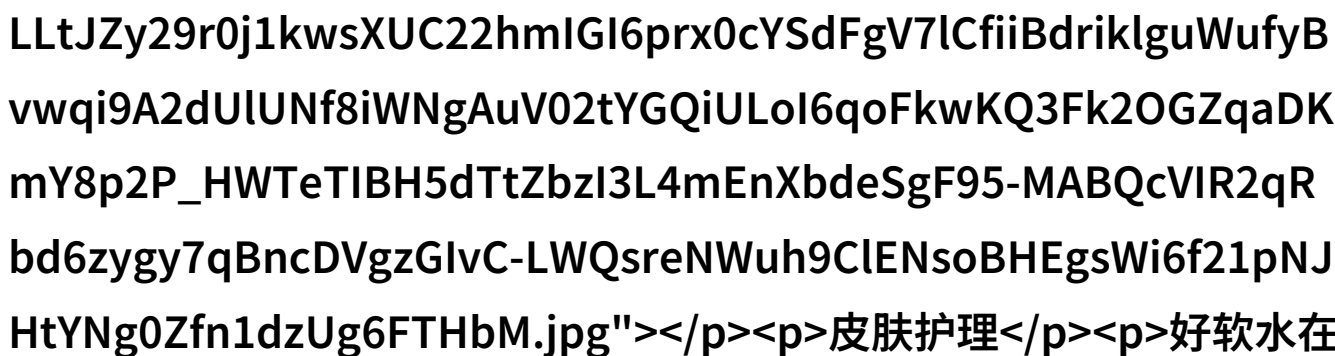 LLtJZy29r0j1kwsXUC22hmIGI6prx0cYSdFgV7lCfiiBdriklguWufyB
vwqi9A2dUlUNf8iWNgAuV02tYGQiULoI6qoFkwKQ3Fk2OGZqaDK
mY8p2P_HWTeTIBH5dTtZbzI3L4mEnXbdeSgF95-MABQcVIR2qR
bd6zygy7qBncDVgzGIvC-LWQsreNWuh9ClENsoBHEgsWi6f21pNJ
HtYNg0Zfn1dzUg6FTHbM.jpg"></p><p>皮肤护理</p><p>好软水在